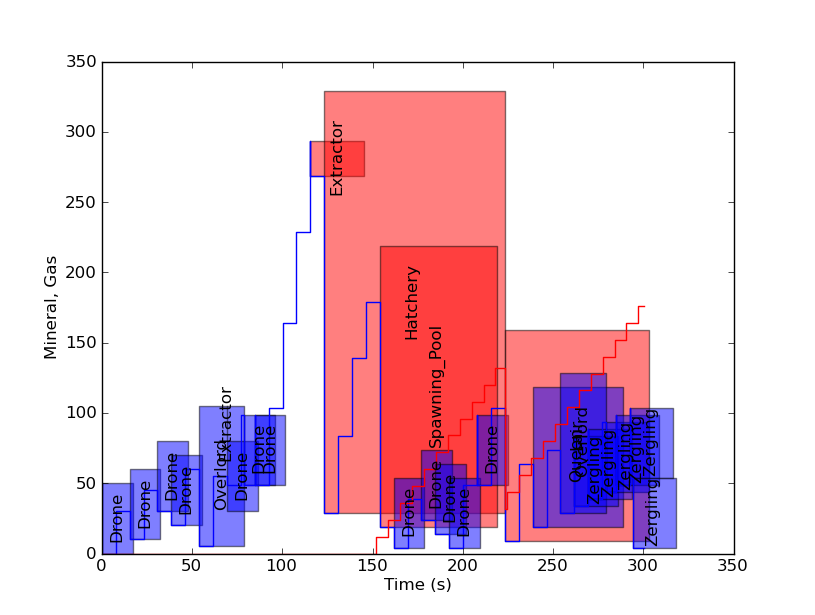 350
300
250
200
150
100
50
0
Mineral, Gas
Drone
Drone
Drone
Drone
Overlord
Extractor
Drone
Drone
Drone
Extractor
Hatchery
Spawning_Pool
Drone
Drone
Drone
Drone
Drone
Overlord
Zergling
Zergling
Zergling
Zergling
Zergling
Zergling
0
50
100
150
200
250
300
350
Time (s)